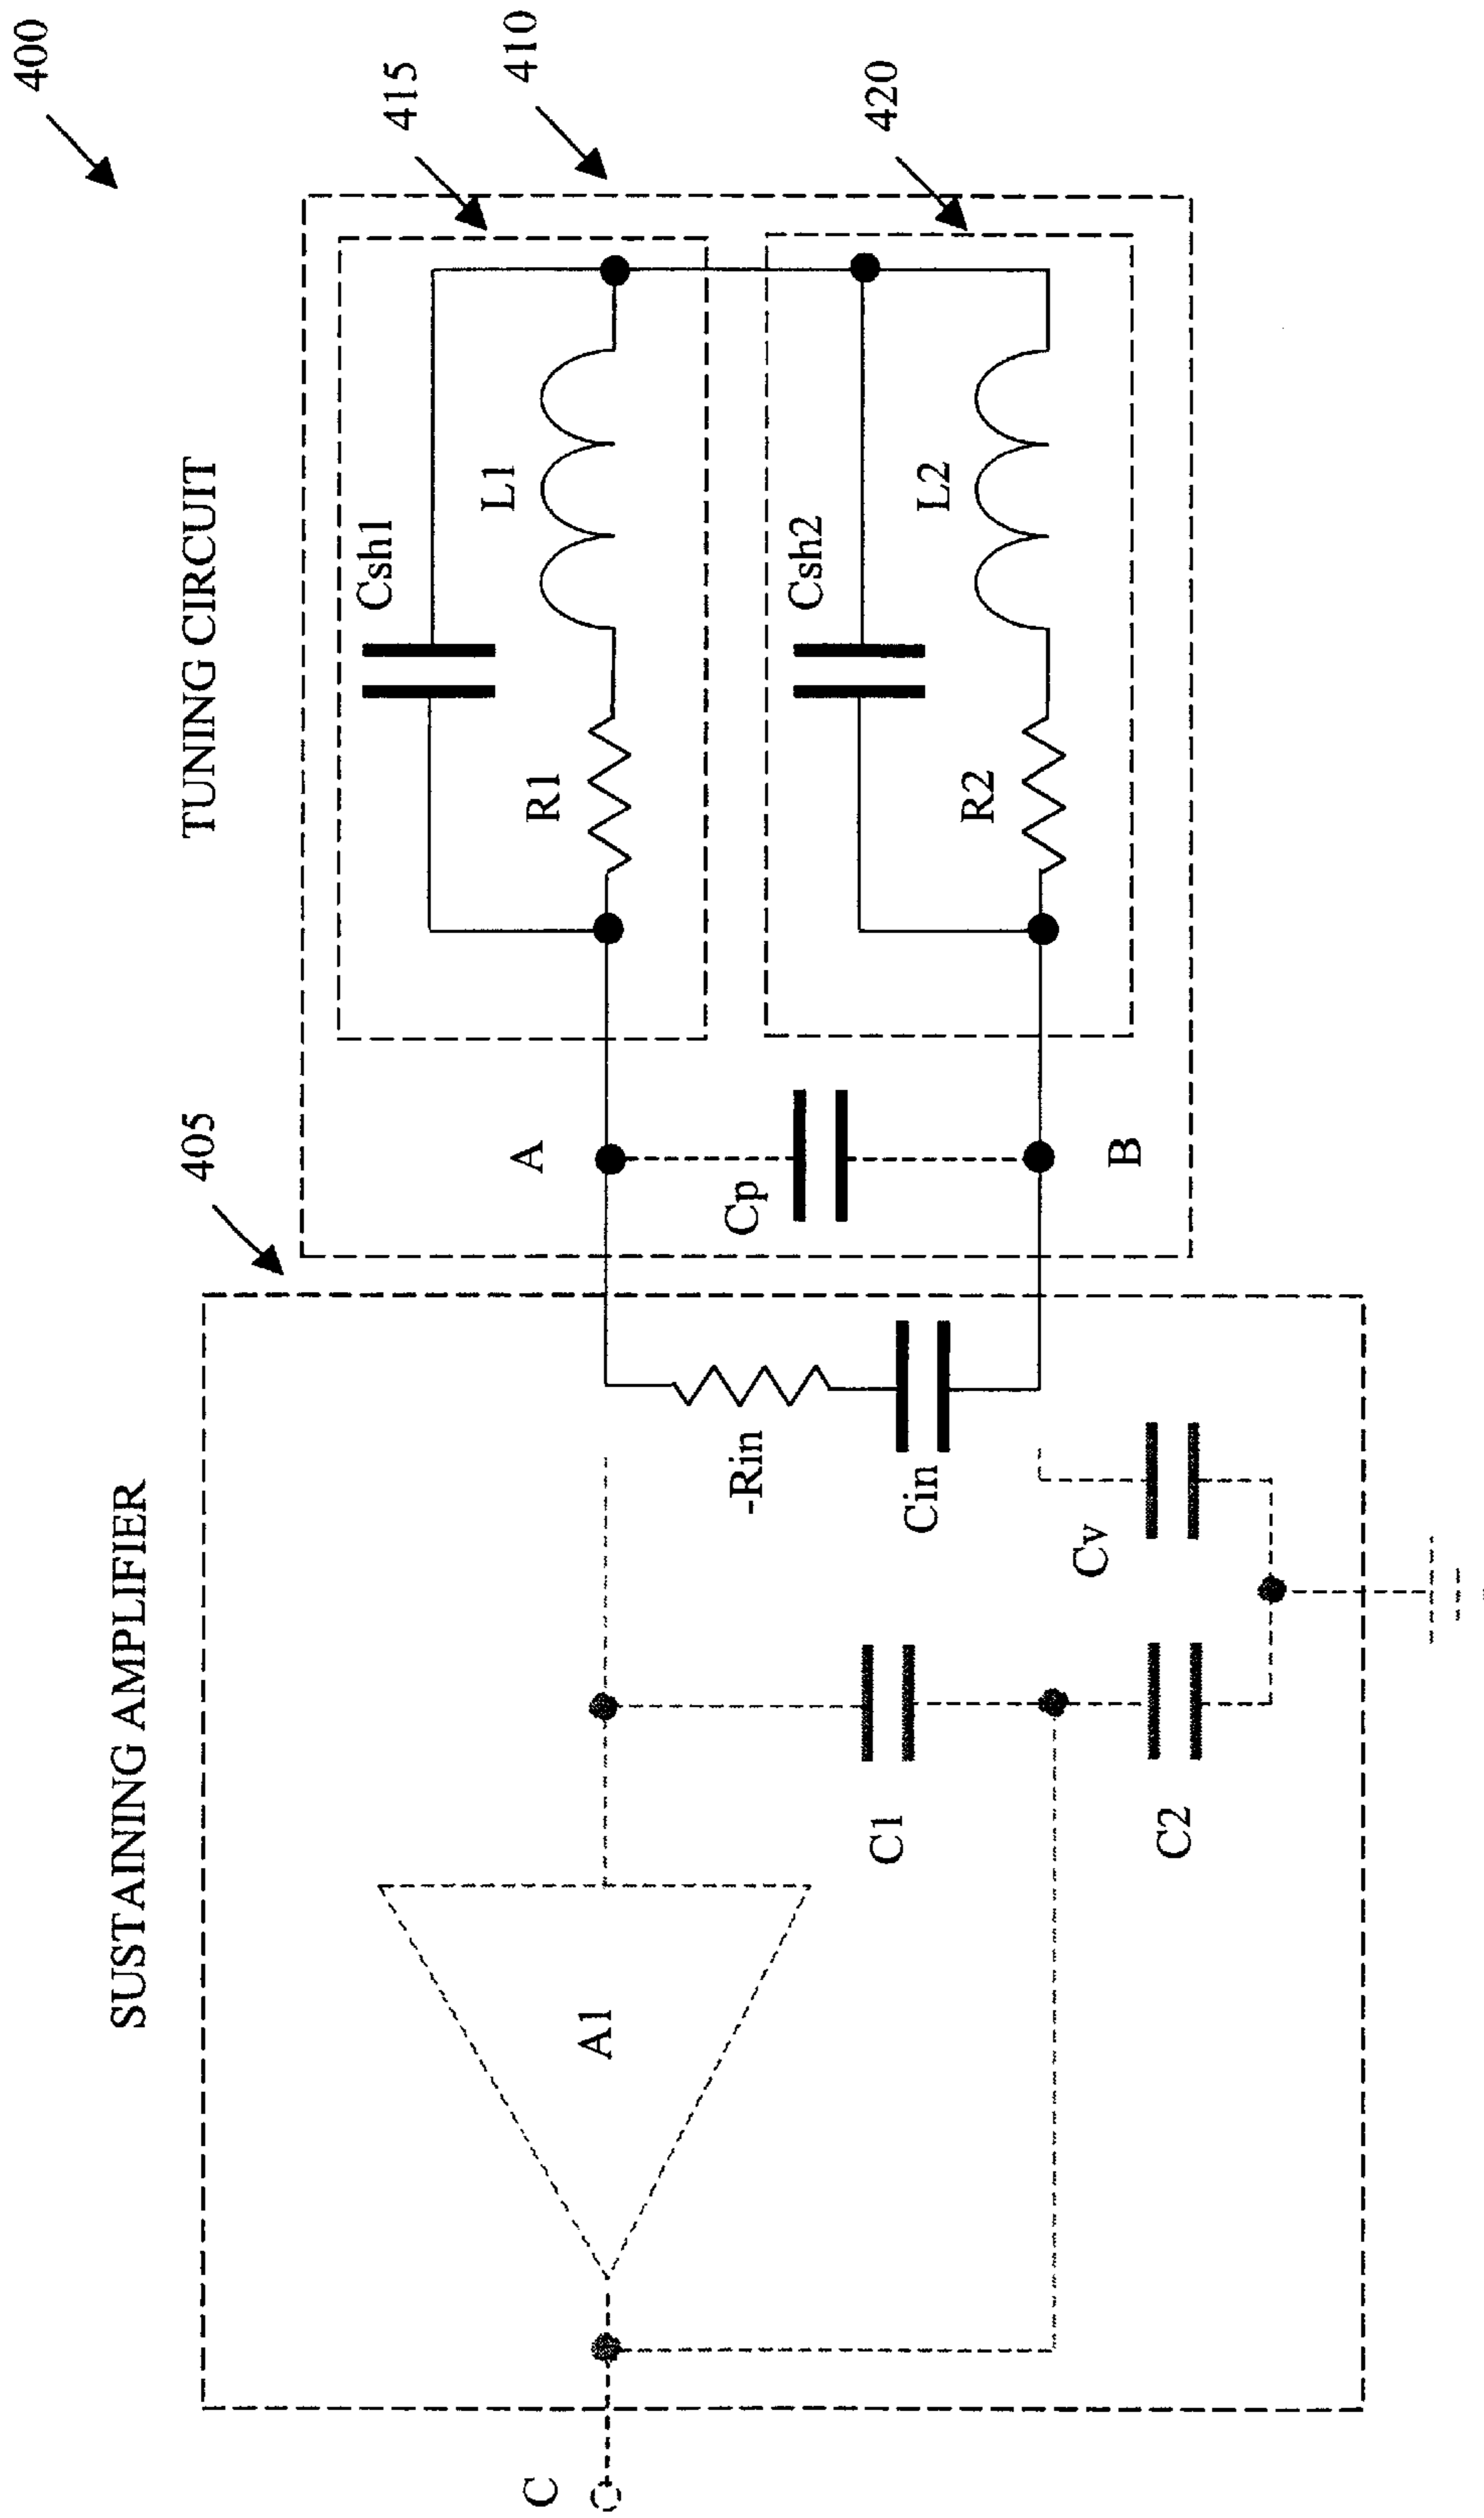 400
SUSTAINING AMPLIFIER
405
TUNING CIRCUIT
415
410
420
Csh1
L1
R1
Csh2
L2
R2
A
Cp
B
-Rin
Cin
Cv
C1
C2
A1
C